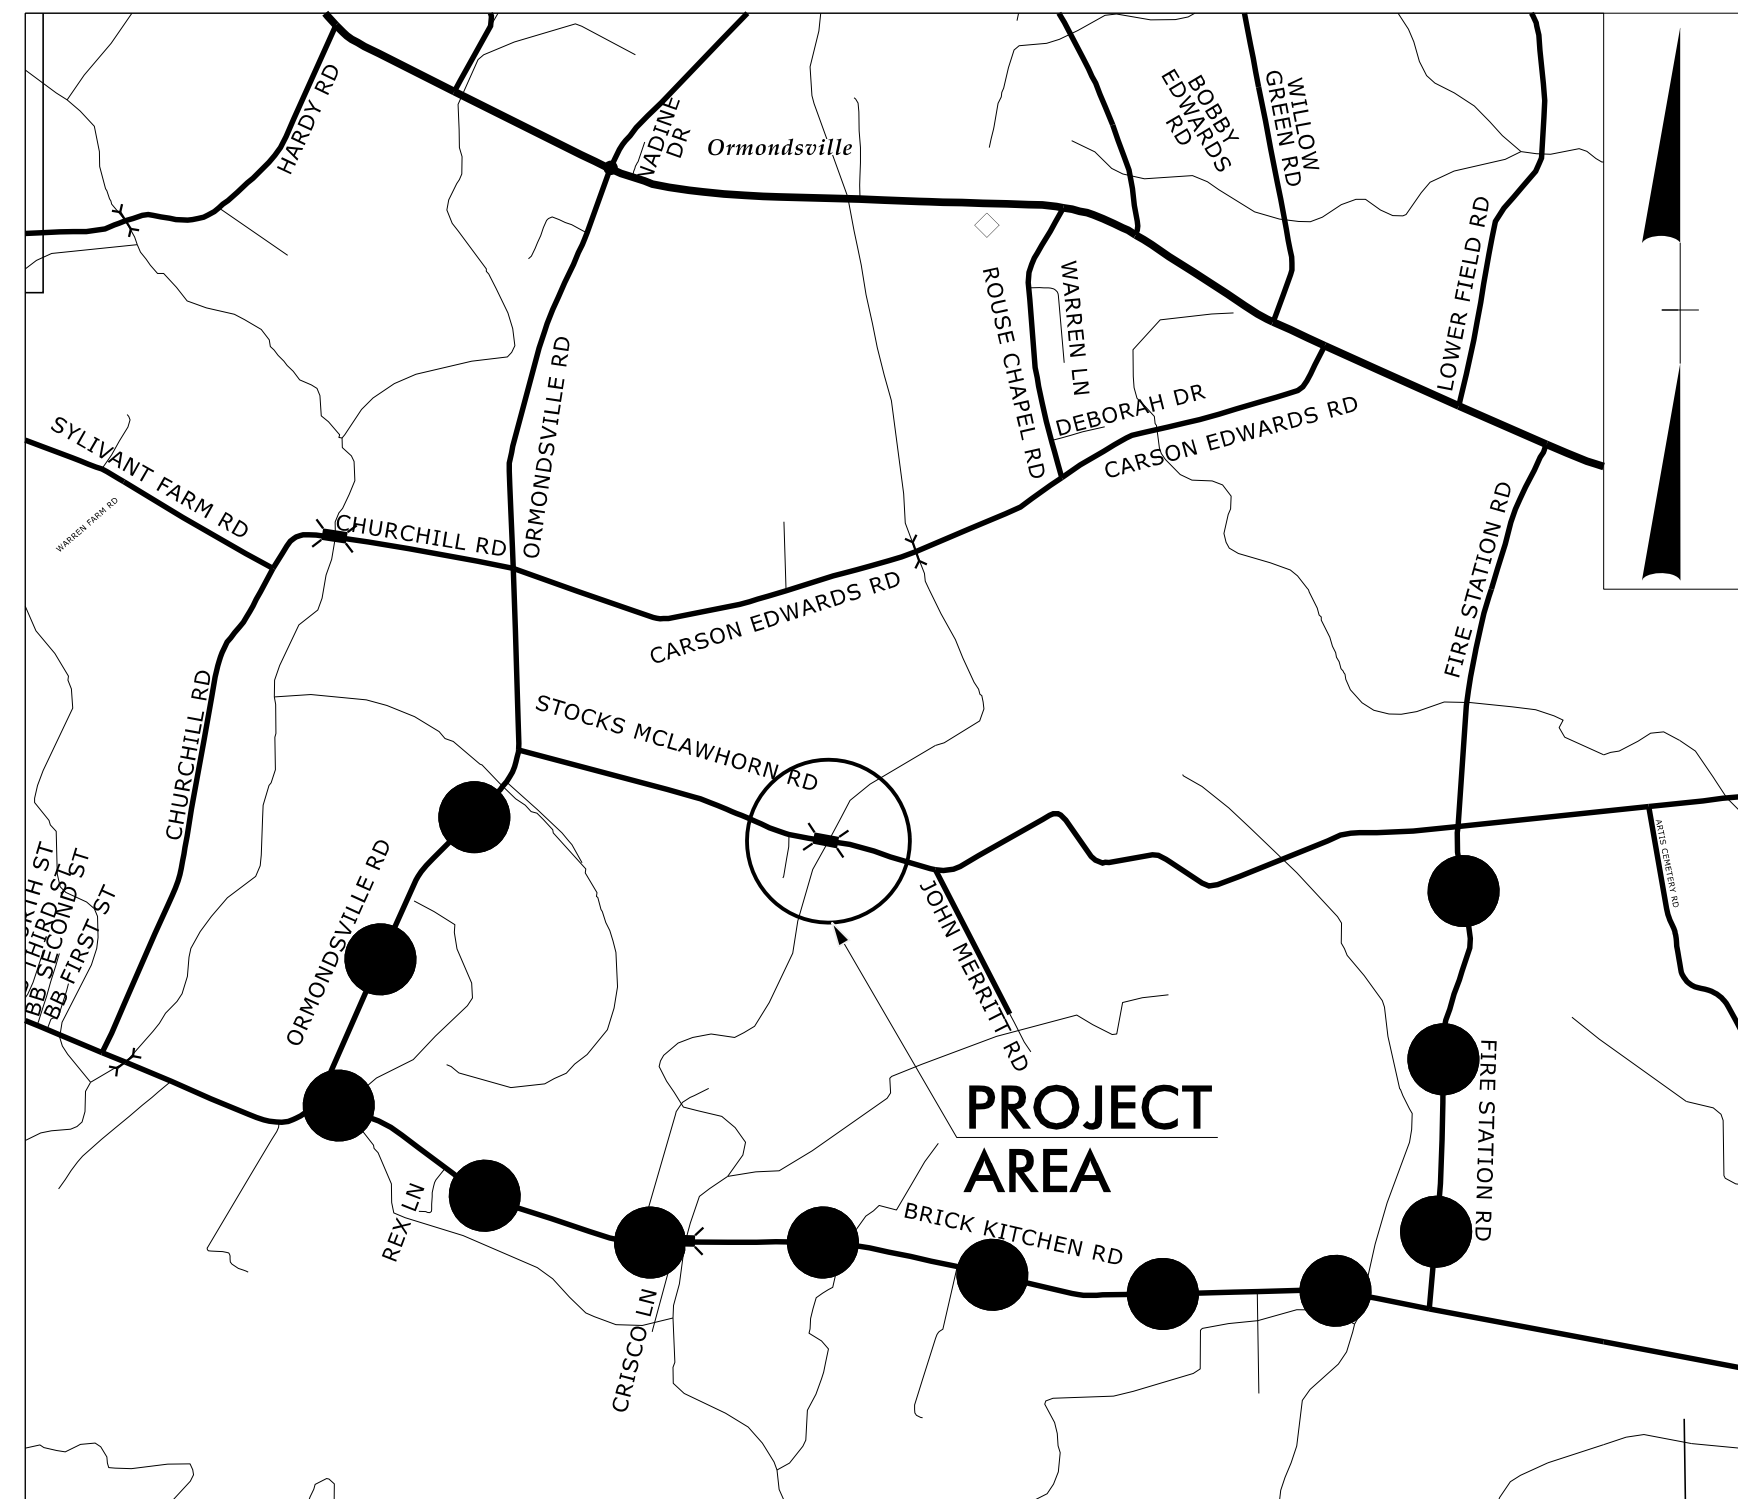 HARDY RD
NADINE
DR
Ormondsville
BOBBY
EDWARDS
RD
WILLOW
GREEN RD
LOWER FIELD RD
ROUSE CHAPEL RD
WARREN LN
DEBORAH DR
CARSON EDWARDS RD
ORMONDSVILLE RD
SYLIVANT FARM RD
WARREN FARM RD
CHURCHILL RD
CARSON EDWARDS RD
FIRE STATION RD
CHURCHILL RD
STOCKS MCLAWHORN RD
ARTIS CEMETERY RD
THIRD ST
BB SECOND ST
BB FIRST ST
ORMONDSVILLE RD
JOHN MERRITT RD
PROJECT
AREA
FIRE STATION RD
REX LN
BRICK KITCHEN RD
CRISCO LN